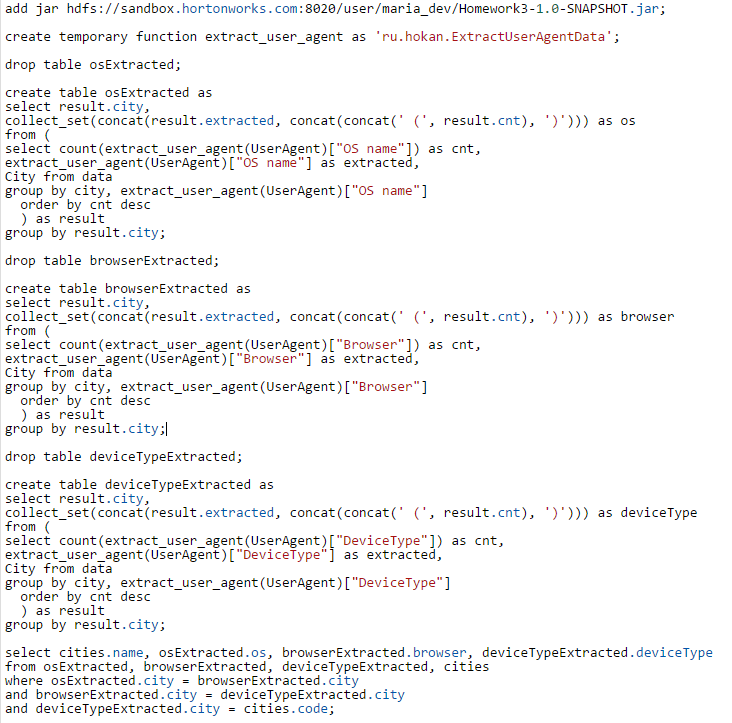 add jar hdfs://sandbox.hortonworks.com:8020/user/maria_dev/Homework3-1.0-SNAPSHOT.jar;
create temporary function extract_user_agent as 'ru.hokan.ExtractUserAgentData';
drop table osExtracted;
create table osExtracted as
select result.city,
collect_set(concat(result.extracted, concat(concat(' (', result.cnt), ')'))) as os
from (
select count(extract_user_agent(UserAgent)["OS name"]) as cnt,
extract_user_agent(UserAgent)["OS name"] as extracted,
City from data
group by city, extract_user_agent(UserAgent)["OS name"]
  order by cnt desc
  ) as result
group by result.city;
drop table browserExtracted;
create table browserExtracted as
select result.city,
collect_set(concat(result.extracted, concat(concat(' (', result.cnt), ')'))) as browser
from (
select count(extract_user_agent(UserAgent)["Browser"]) as cnt,
extract_user_agent(UserAgent)["Browser"] as extracted,
City from data
group by city, extract_user_agent(UserAgent)["Browser"]
  order by cnt desc
  ) as result
group by result.city;
drop table deviceTypeExtracted;
create table deviceTypeExtracted as
select result.city,
collect_set(concat(result.extracted, concat(concat(' (', result.cnt), ')'))) as deviceType
from (
select count(extract_user_agent(UserAgent)["DeviceType"]) as cnt,
extract_user_agent(UserAgent)["DeviceType"] as extracted,
City from data
group by city, extract_user_agent(UserAgent)["DeviceType"]
  order by cnt desc
  ) as result
group by result.city;
select cities.name, osExtracted.os, browserExtracted.browser, deviceTypeExtracted.deviceType
from osExtracted, browserExtracted, deviceTypeExtracted, cities
where osExtracted.city = browserExtracted.city
and browserExtracted.city = deviceTypeExtracted.city
and deviceTypeExtracted.city = cities.code;